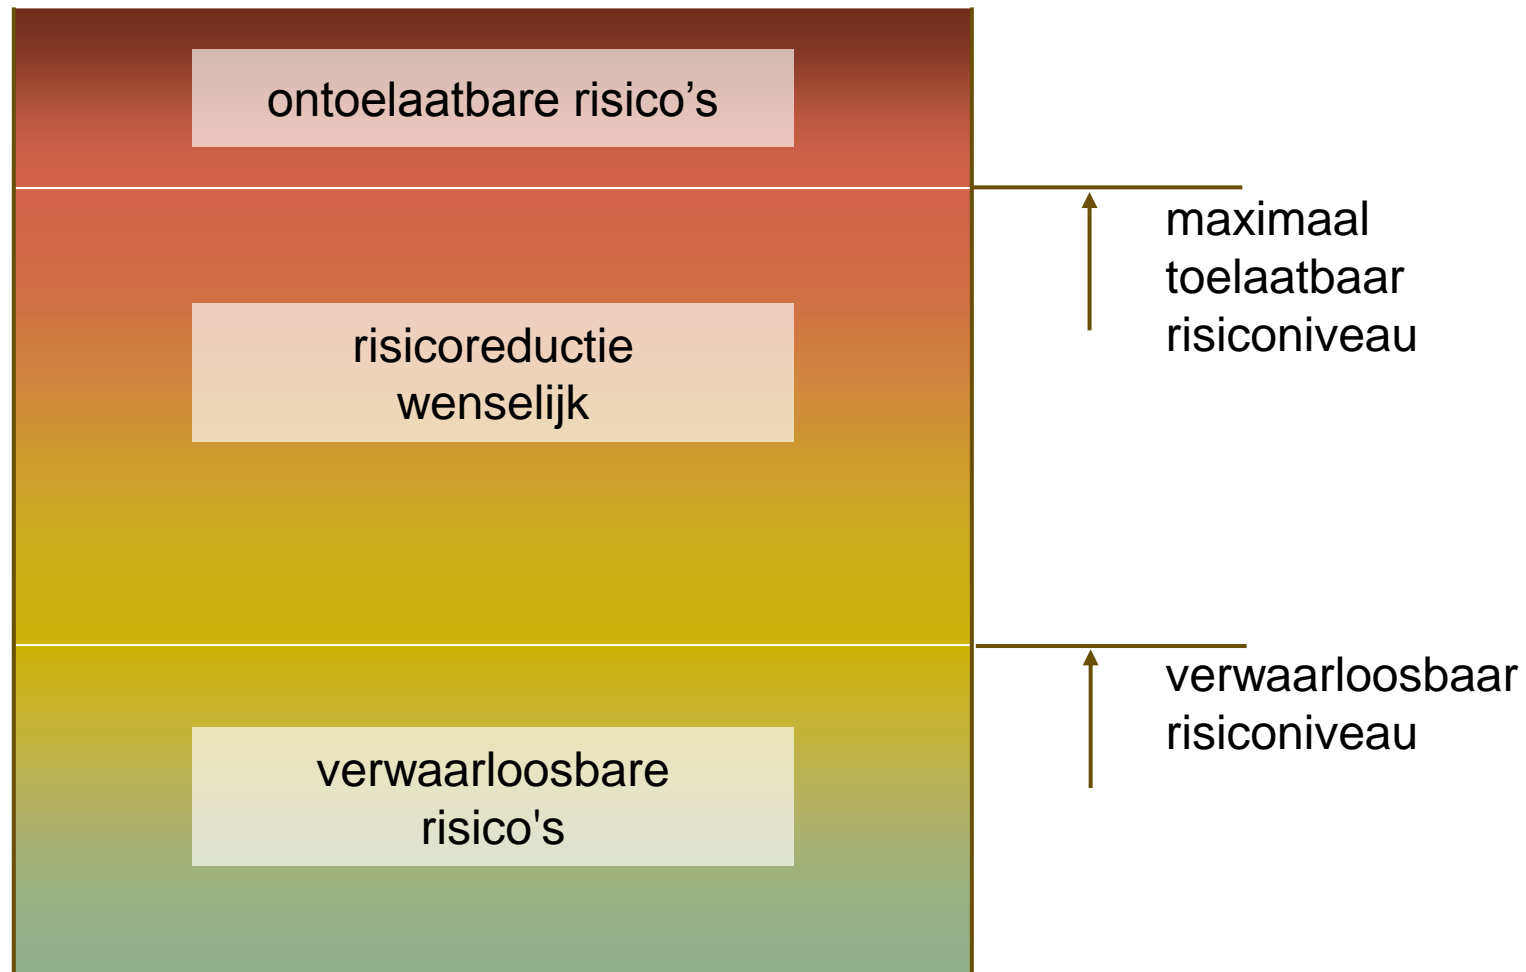 ontoelaatbare risico’s
maximaal
toelaatbaar
risiconiveau
risicoreductie
wenselijk
verwaarloosbaar
risiconiveau
verwaarloosbare
risico's